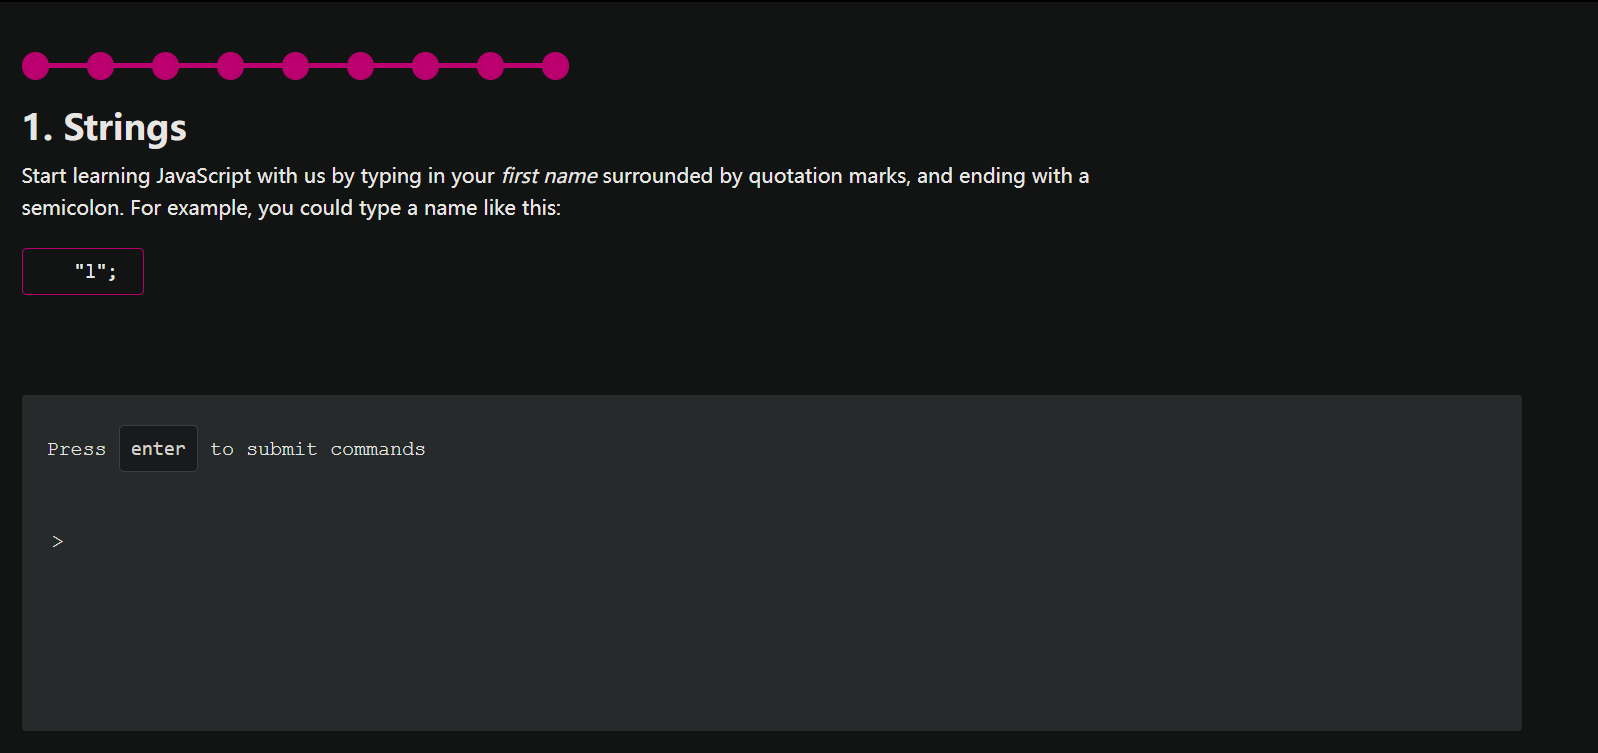 1. Strings
Start learning JavaScript with us by typing in your first name surrounded by quotation marks, and ending with a
semicolon. For example, you could type a name like this:
"l";
Press enter to submit commands
>